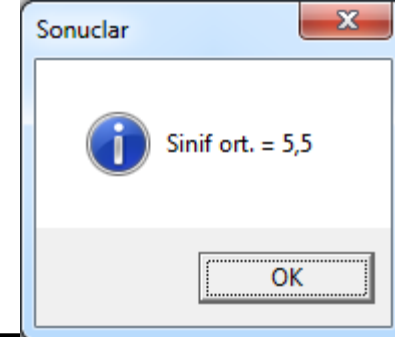 Sonuclar
Sinif ort. = 5,5
OK